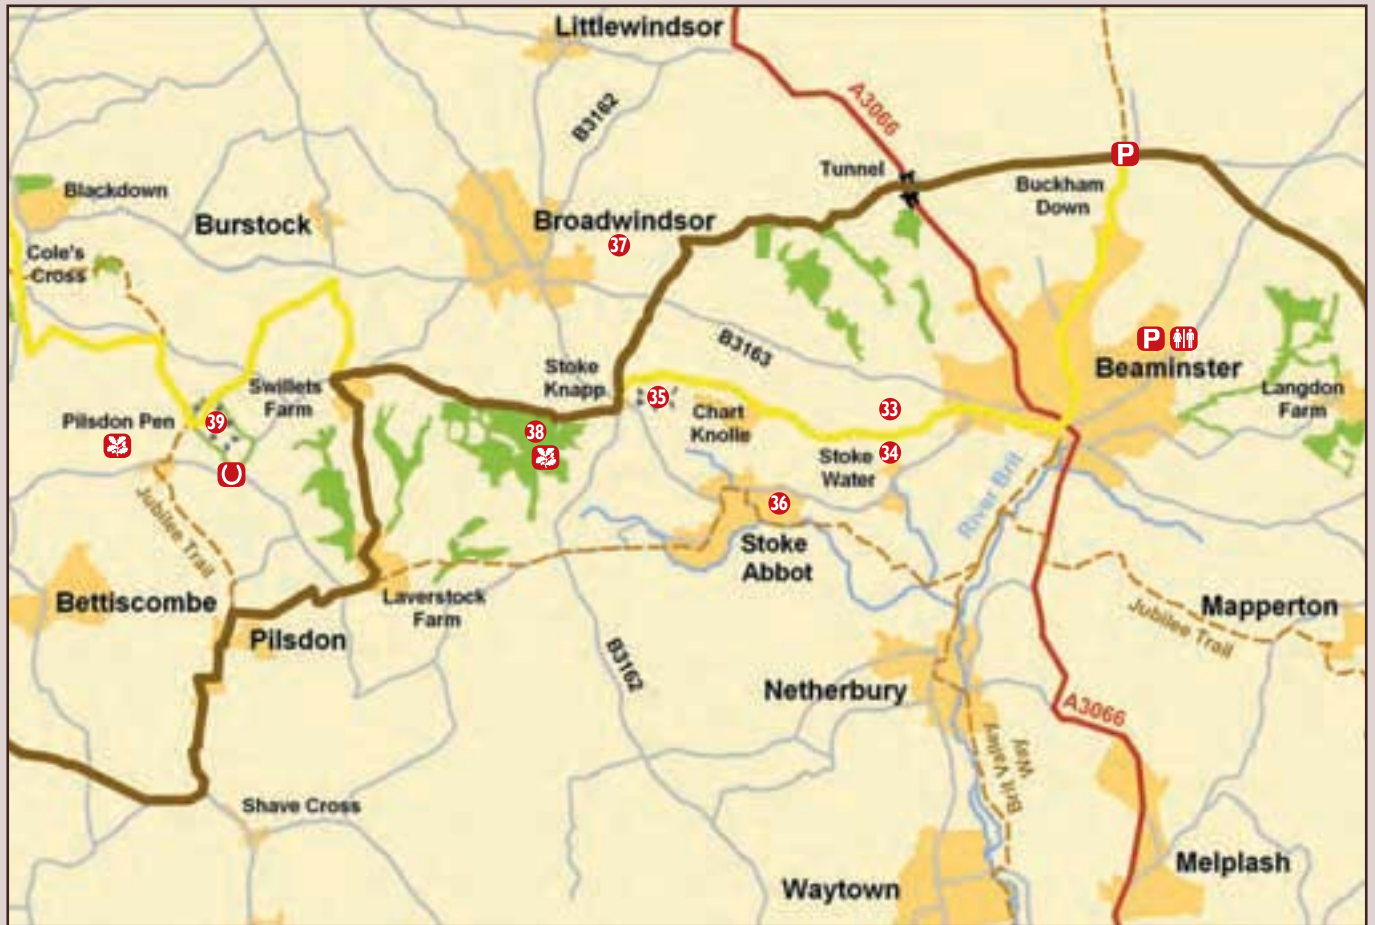 Littlewindsor
B3162
A3066
Tunnel
P
Buckham
Down
Blackdown
Burstock
Broadwindsor
37
Cole's
Cross
B3163
P
Beaminster
Stoke
Knapp
Swillets
Farm
35
Chart
Knolle
33
Langdon
Farm
Pilsdon Pen
39
38
Stoke
Water
34
36
River Brit
Jubilee Trail
Stoke
Abbot
Bettiscombe
Laverstock
Farm
Mapperton
Jubilee Trail
Pilsdon
B3162
Netherbury
A3066
Brit Valley
Way
Shave Cross
Melplash
Waytown